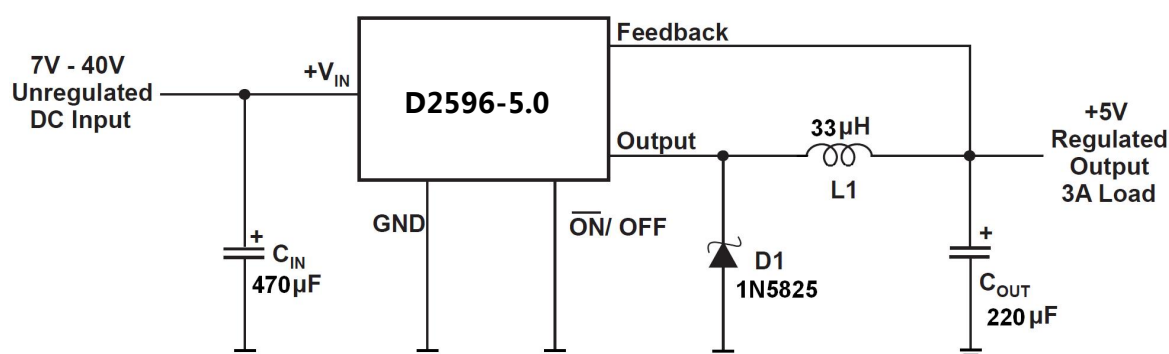 7V - 40V
Unregulated
DC Input
+VIN
D2596-5.0
Feedback
Output
33μH
L1
+5V
Regulated
Output
3A Load
GND
ON/ OFF
+
CIN
470μF
D1
1N5825
+
COUT
220μF